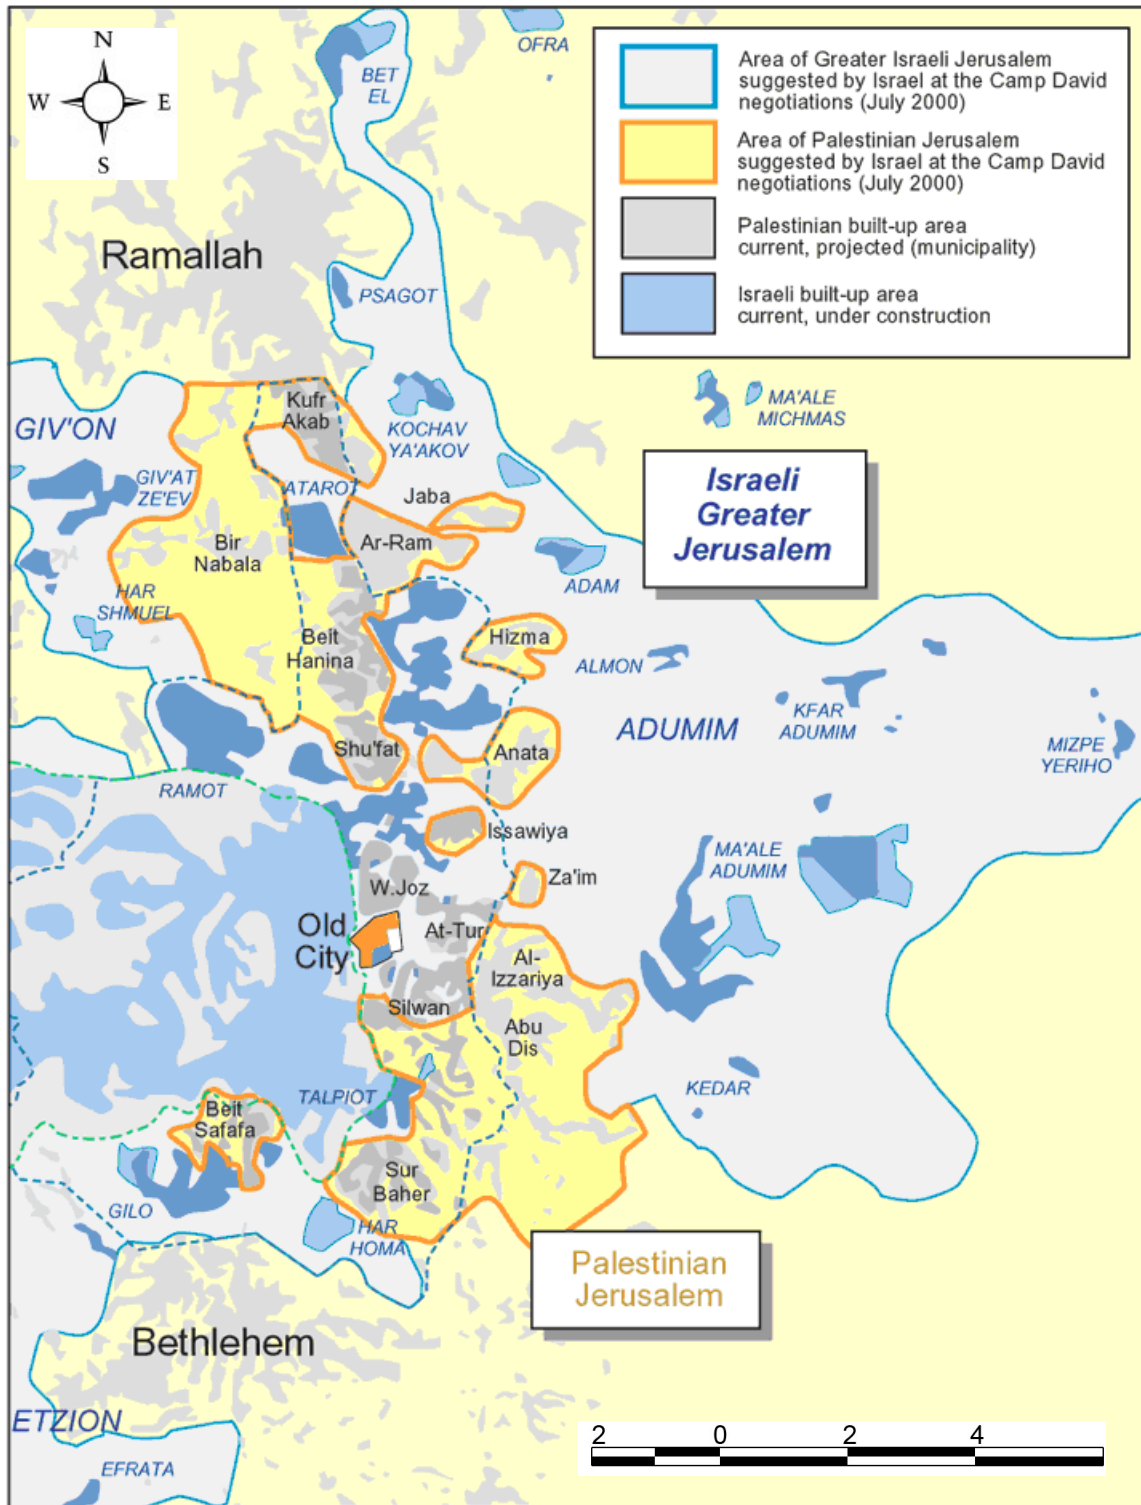 N
W
E
S
OFRA
BET
EL
Area of Greater Israeli Jerusalem
suggested by Israel at the Camp David
negotiations (July 2000)
Area of Palestinian Jerusalem
suggested by Israel at the Camp David
negotiations (July 2000)
Palestinian built-up area
current, projected (municipality)
Israeli built-up area
current, under construction
Ramallah
PSAGOT
Kufr
Akab
KOCHAV
YA'AKOV
MA'ALE
MICHMAS
GIV'ON
GIV'AT
ZE'EV
ATAROT
Jaba
Israeli
Greater
Jerusalem
Bir
Nabala
Ar-Ram
ADAM
HAR
SHMUEL
Beit
Hanina
Hizma
ALMON
ADUMIM
KFAR
ADUMIM
MIZPE
YERIHO
Shu'fat
Anata
RAMOT
Issawiya
MA'ALE
ADUMIM
W.Joz
Za'im
Old
City
At-Tur
Al-
Izzariya
Silwan
Abu
Dis
KEDAR
TALPIOT
Beit
Safafa
Sur
Baher
GILO
HAR
HOMA
Palestinian
Jerusalem
Bethlehem
ETZION
EFRATA
2 0 2 4